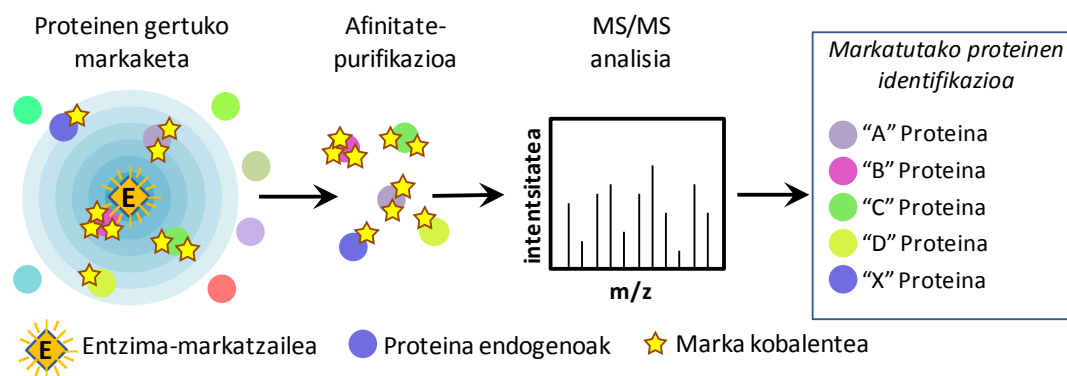 Proteinen gertuko
markaketa
Afinitate-
purifikazioa
MS/MS
analisia
Markatutako proteinen
identifikazioa
"A" Proteina
"B" Proteina
"C" Proteina
"D" Proteina
"X" Proteina
E
intentsitatea
m/z
E
Entzima-markatzailea
Proteina endogenoak
Marka kobalentea